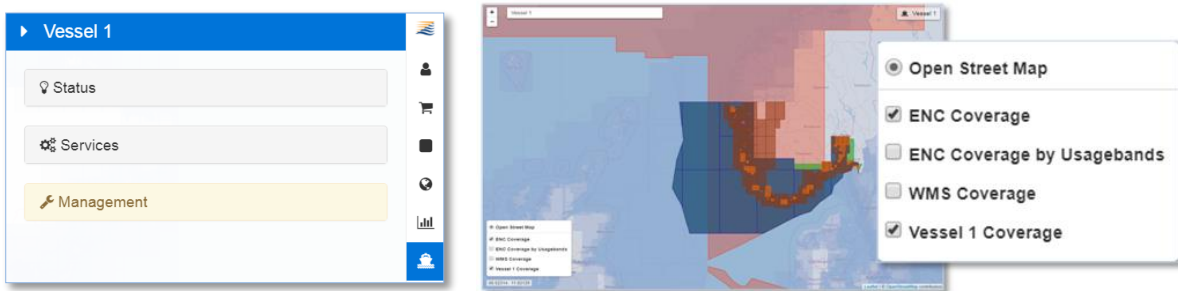 Vessel 1
Status
Services
Management
+
Vessel 1
Vessel 1
-
Open Street Map
ENC Coverage
ENC Coverage by Usagebands
WMS Coverage
Vessel 1 Coverage
Open Street Map
ENC Coverage
ENC Coverage by Usagebands
WMS Coverage
Vessel 1 Coverage